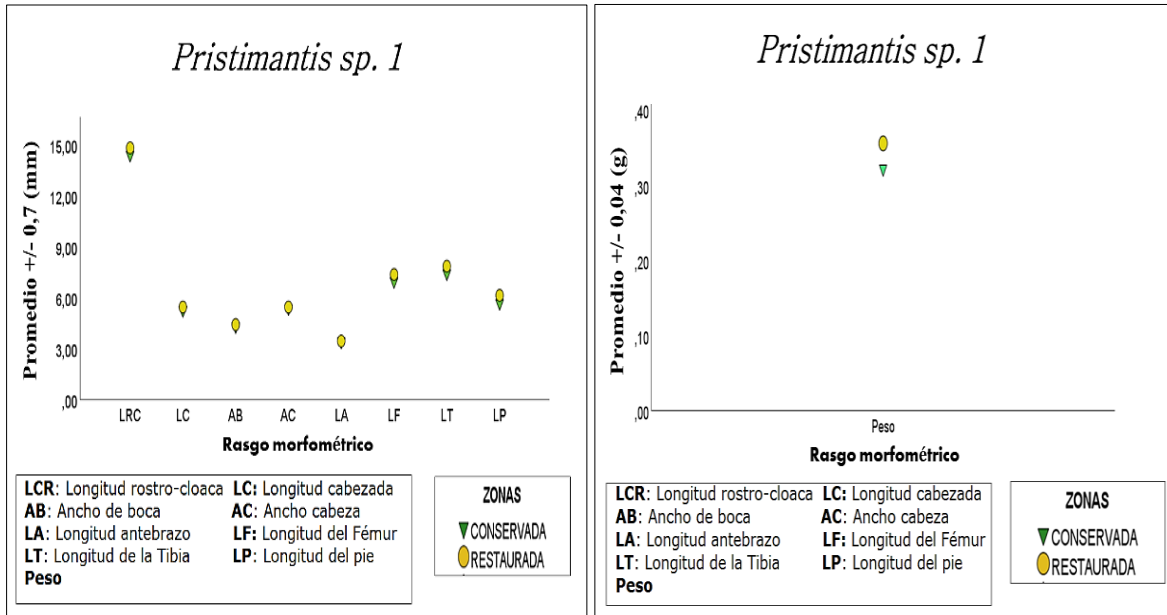 Pristimantis sp. 1
Promedio +/- 0,7 (mm)
15,00
12,00
9,00
6,00
3,00
,00
LRC LC AB AC LA LF LT LP
Rasgo morfométrico
LCR: Longitud rostro-cloaca LC: Longitud cabezada
AB: Ancho de boca AC: Ancho cabeza
LA: Longitud antebrazo LF: Longitud del Fémur
LT: Longitud de la Tibia LP: Longitud del pie
Peso
ZONAS
CONSERVADA
RESTAURADA
Pristimantis sp. 1
Promedio +/- 0,04 (g)
,40
,30
,20
,10
,00
Peso
Rasgo morfométrico
LCR: Longitud rostro-cloaca LC: Longitud cabezada
AB: Ancho de boca AC: Ancho cabeza
LA: Longitud antebrazo LF: Longitud del Fémur
LT: Longitud de la Tibia LP: Longitud del pie
Peso
ZONAS
CONSERVADA
RESTAURADA